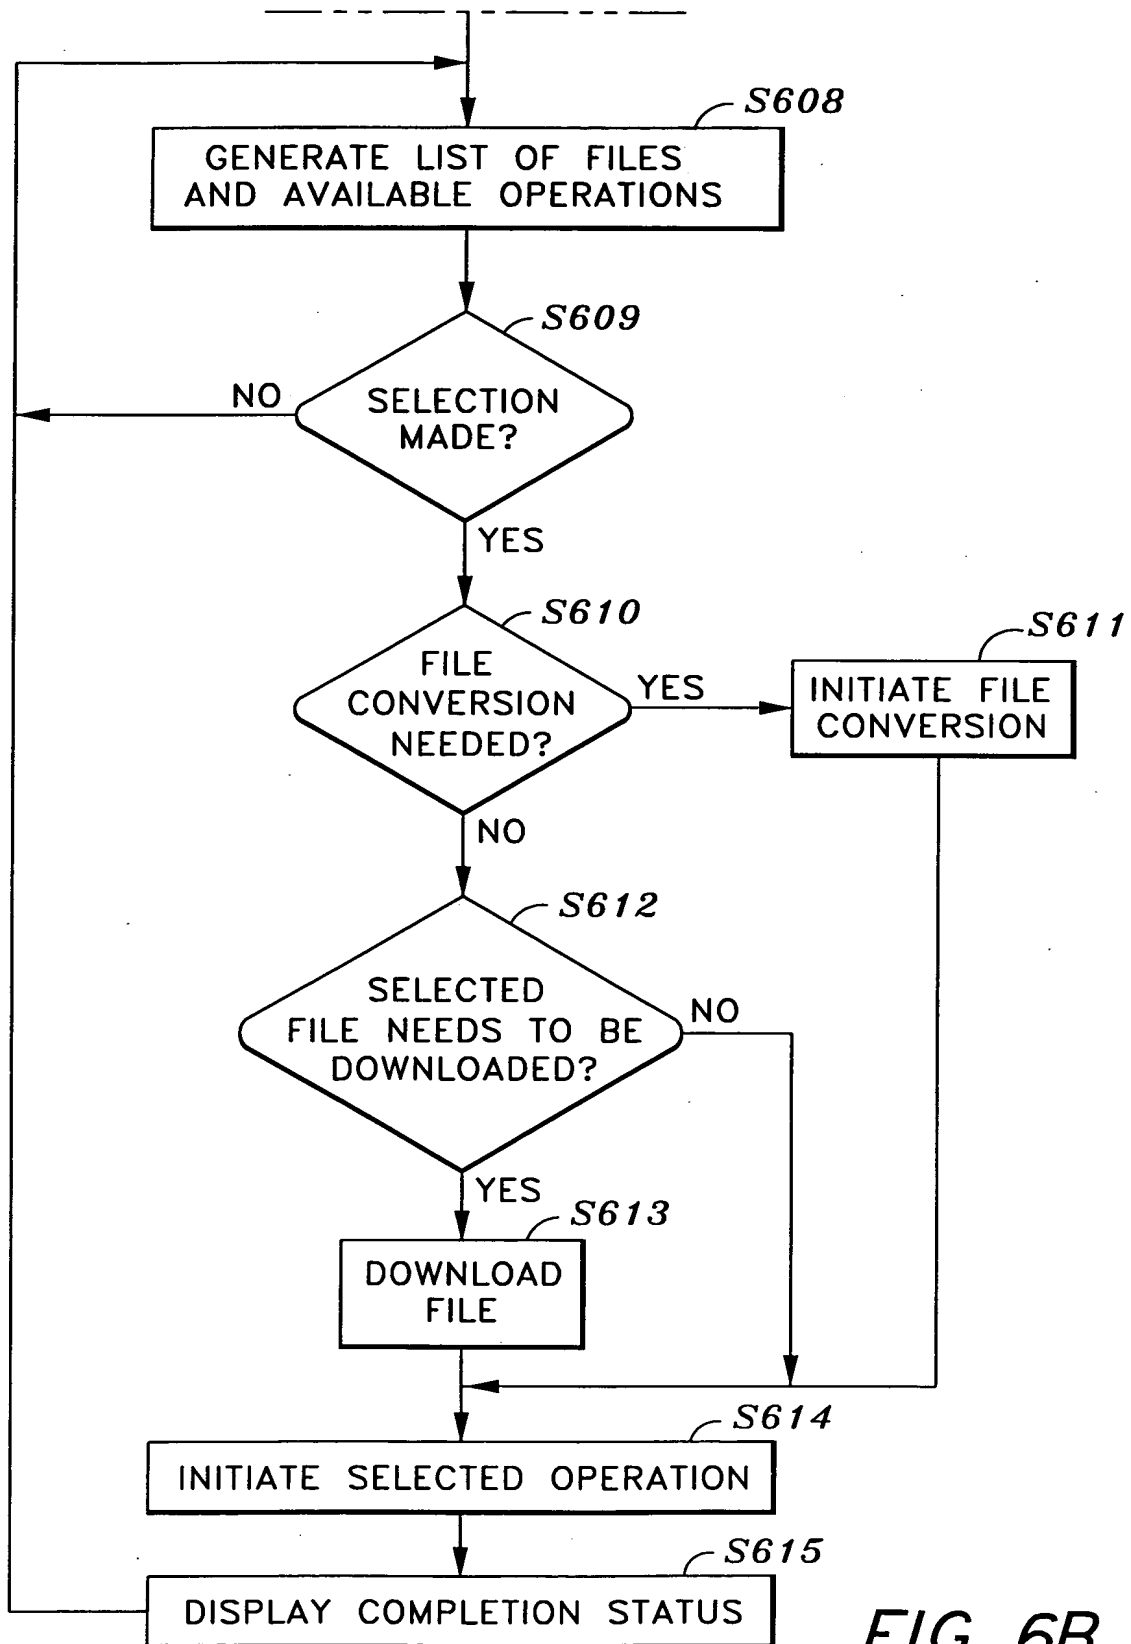 S608
GENERATE LIST OF FILES
AND AVAILABLE OPERATIONS
S609
NO
SELECTION
MADE?
YES
S610
FILE
CONVERSION
NEEDED?
YES
S611
INITIATE FILE
CONVERSION
NO
S612
SELECTED
FILE NEEDS TO BE
DOWNLOADED?
NO
YES
S613
DOWNLOAD
FILE
S614
INITIATE SELECTED OPERATION
S615
DISPLAY COMPLETION STATUS
FIG. 6B